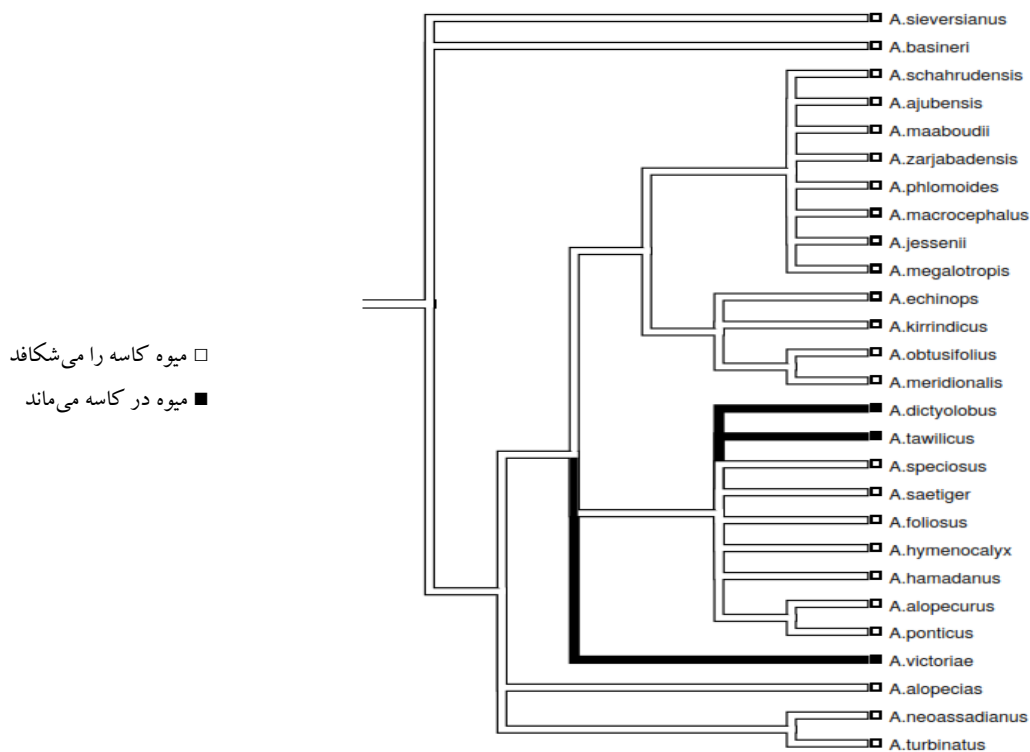 A.sieversianus
A.basineri
A.schahrudensis
A.ajubensis
A.maaboudii
A.zarjabadensis
A.phlomoides
A.macrocephalus
A.jessenii
A.megalotropis
A.echinops
A.kirrindicus
A.obtusifolius
A.meridionalis
A.dictyolobus
A.tawilicus
A.speciosus
A.saetiger
A.foliosus
A.hymenocalyx
A.hamadanus
A.alopecurus
A.ponticus
A.victoriae
A.alopecias
A.neoassadianus
A.turbinatus
□ میوه کاسه را می‌شکافد
■ میوه در کاسه می‌ماند